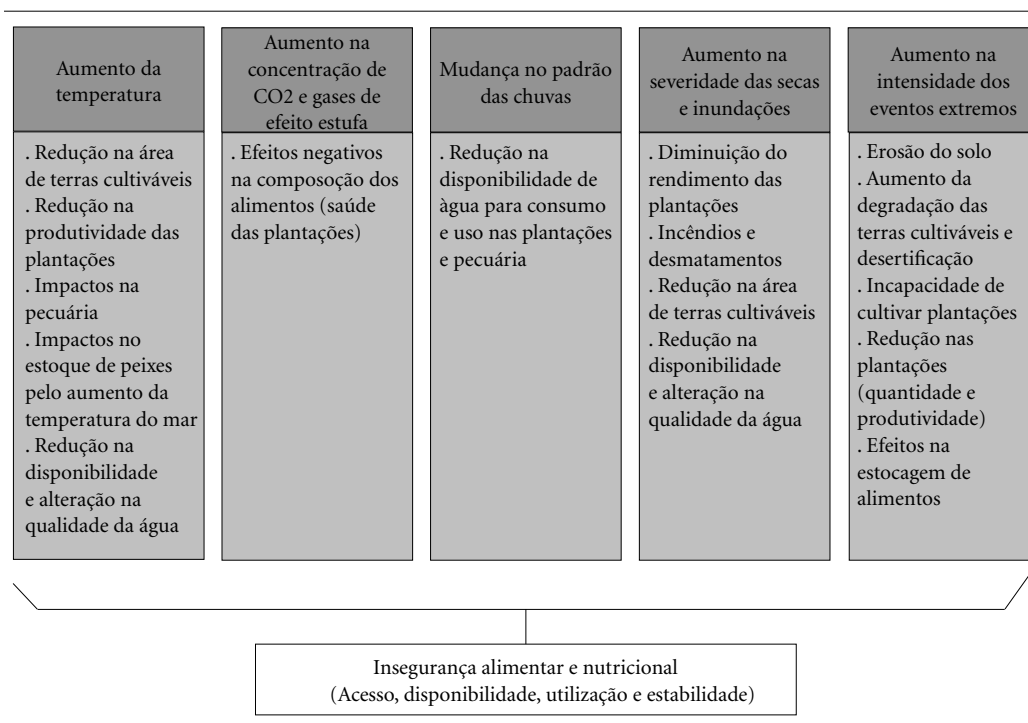 Aumento da
temperatura
. Redução na área
de terras cultiváveis
. Redução na
produtividade das
plantações
. Impactos na
pecuária
. Impactos no
estoque de peixes
pelo aumento da
temperatura do mar
. Redução na
disponibilidade
e alteração na
qualidade da água
Aumento na
concentração de
CO2 e gases de
efeito estufa
. Efeitos negativos
na composoção dos
alimentos (saúde
das plantações)
Mudança no padrão
das chuvas
. Redução na
disponibilidade de
àgua para consumo
e uso nas plantações
e pecuária
Aumento na
severidade das secas
e inundações
. Diminuição do
rendimento das
plantações
. Incêndios e
desmatamentos
. Redução na área
de terras cultiváveis
. Redução na
disponibilidade
e alteração na
qualidade da água
Aumento na
intensidade dos
eventos extremos
. Erosão do solo
. Aumento da
degradação das
terras cultiváveis e
desertificação
. Incapacidade de
cultivar plantações
. Redução nas
plantações
(quantidade e
produtividade)
. Efeitos na
estocagem de
alimentos
Insegurança alimentar e nutricional
(Acesso, disponibilidade, utilização e estabilidade)